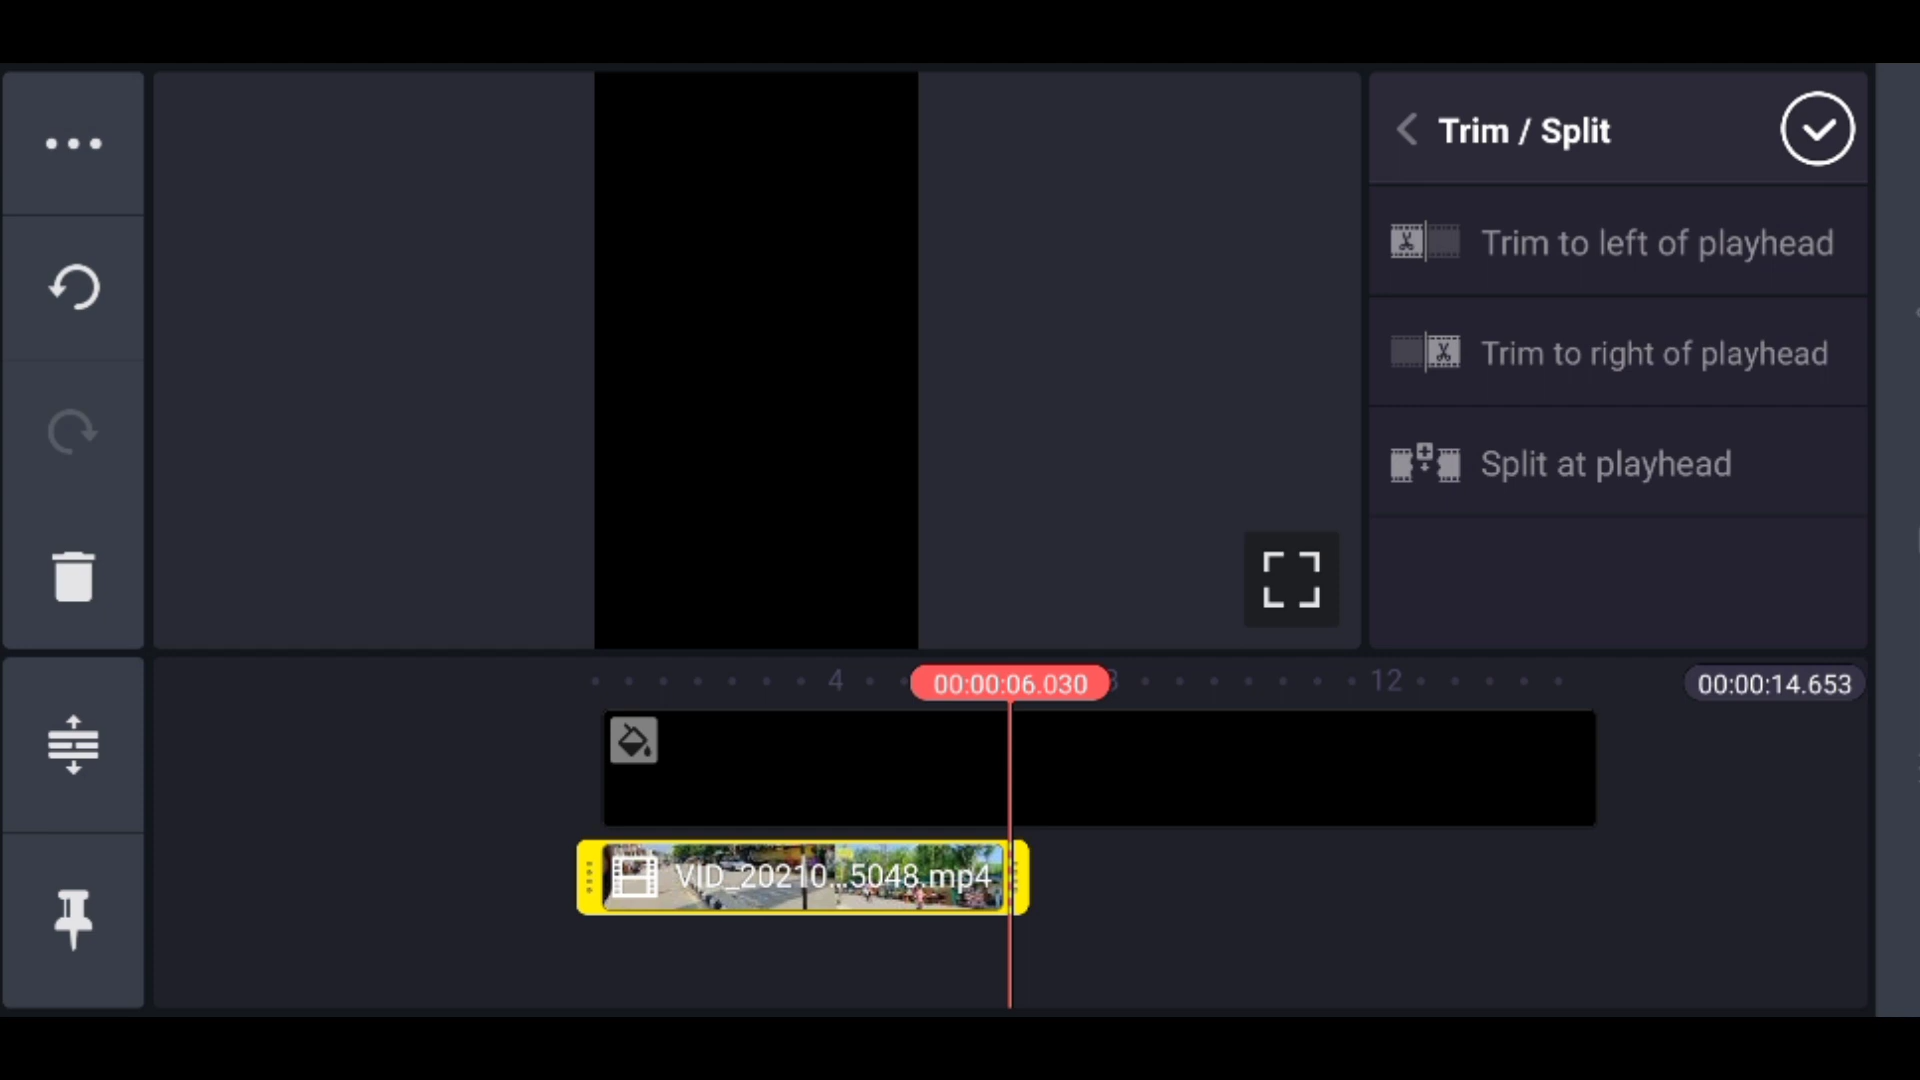 Trim / Split
Trim to left of playhead
Trim to right of playhead
Split at playhead
4
00:00:06.030
12
00:00:14.653
VID_20210...5048.mp4